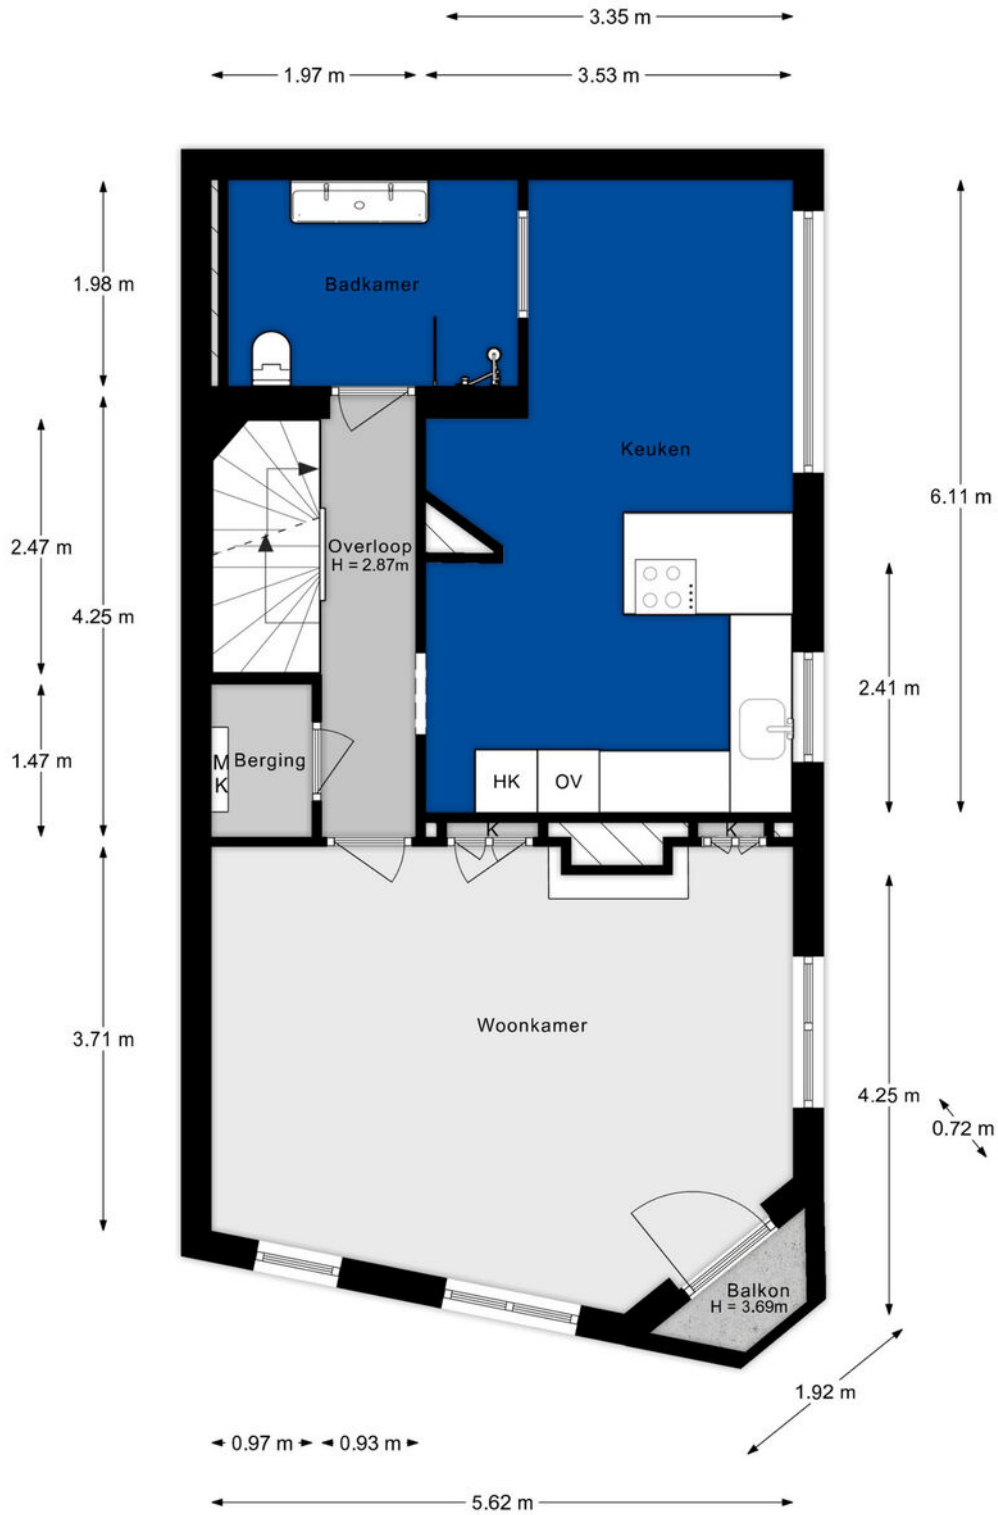 3.35 m
1.97 m
3.53 m
Badkamer
1.98 m
Keuken
6.11 m
2.47 m
Overloop
H = 2.87m
4.25 m
2.41 m
1.47 m
M
K
Berging
HK
OV
K
K
3.71 m
Woonkamer
4.25 m
0.72 m
Balkon
H = 3.69m
1.92 m
0.97 m
0.93 m
5.62 m